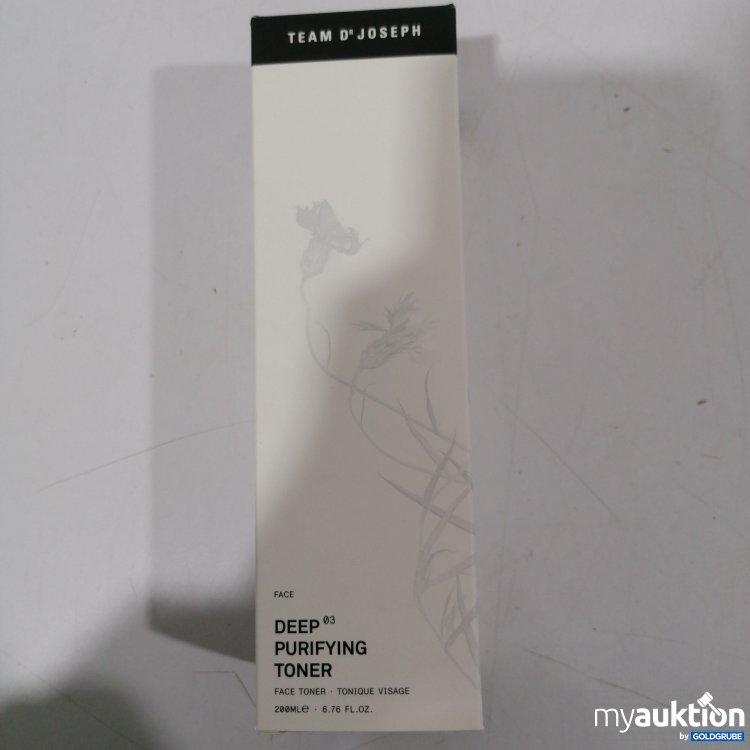 TEAM Dᴿ JOSEPH
FACE
DEEP 03
PURIFYING
TONER
FACE TONER · TONIQUE VISAGE
200ML℮ · 6.76 FL.OZ.
myauktion
by GOLDGRUBE